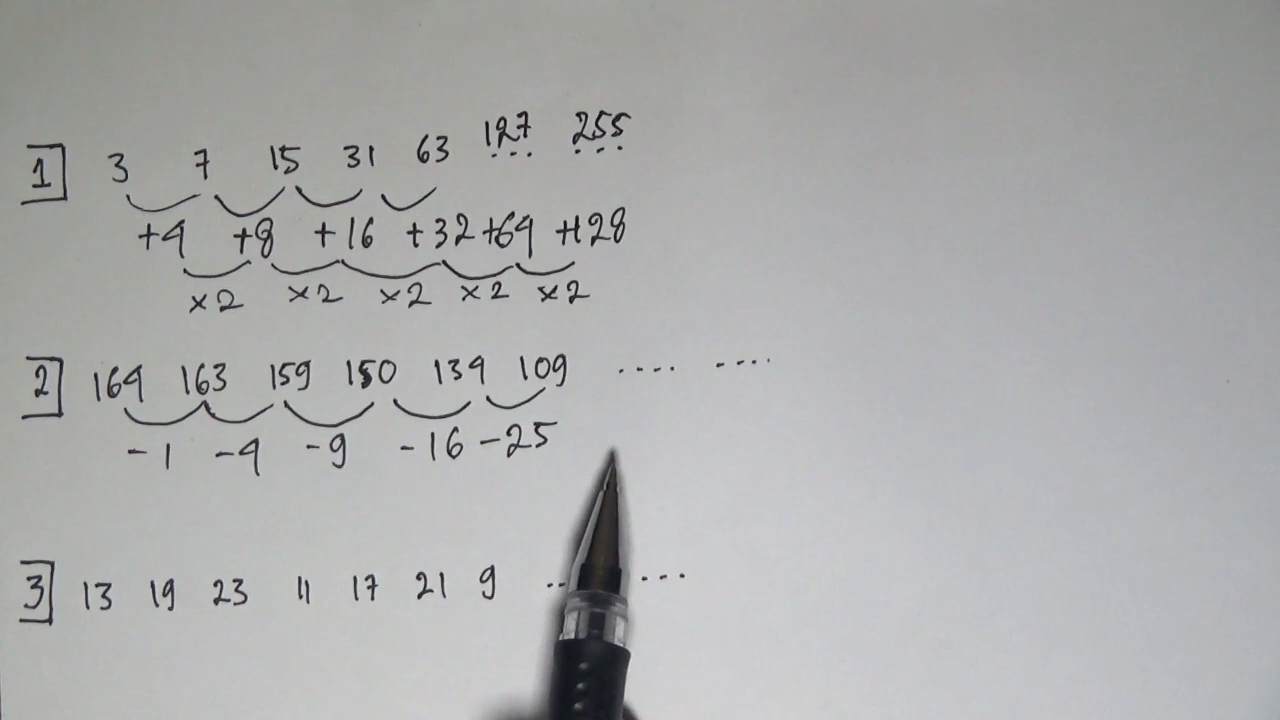 1 3 7 15 31 63 127 255
+4 +8 +16 +32 +64 +128
×2 ×2 ×2 ×2 ×2
2 164 163 159 150 134 109 .... ....
-1 -4 -9 -16 -25
3 13 19 23 11 17 21 9 .. ...